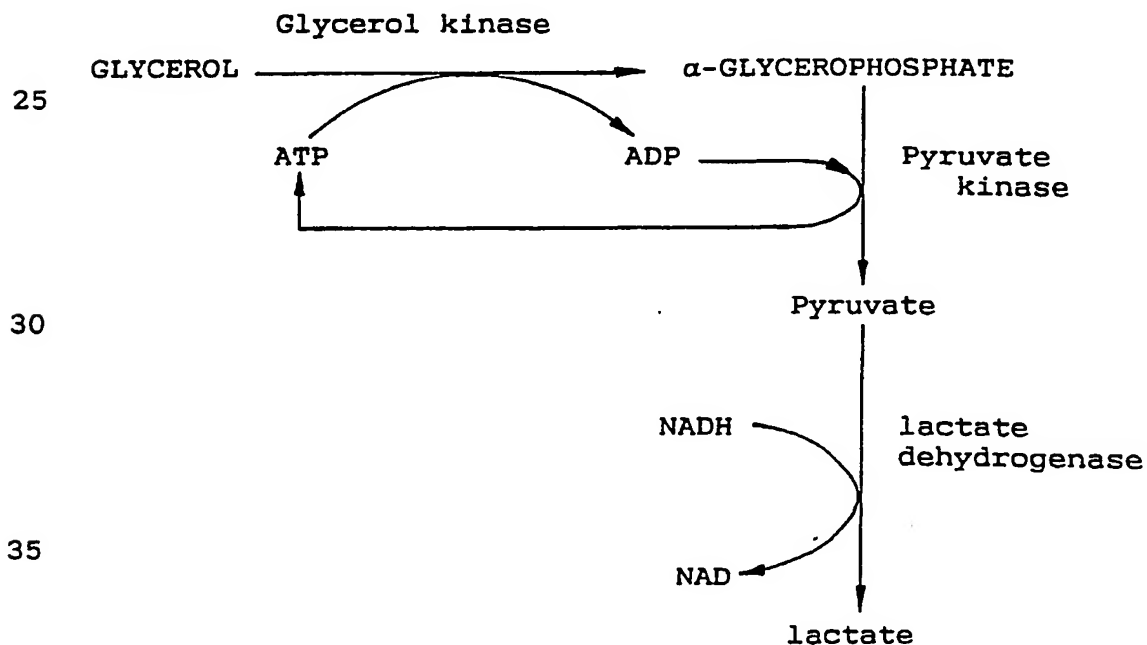 Glycerol kinase
GLYCEROL
α-GLYCEROPHOSPHATE
25
ATP
ADP
Pyruvate
kinase
Pyruvate
30
NADH
lactate
dehydrogenase
35
NAD
lactate